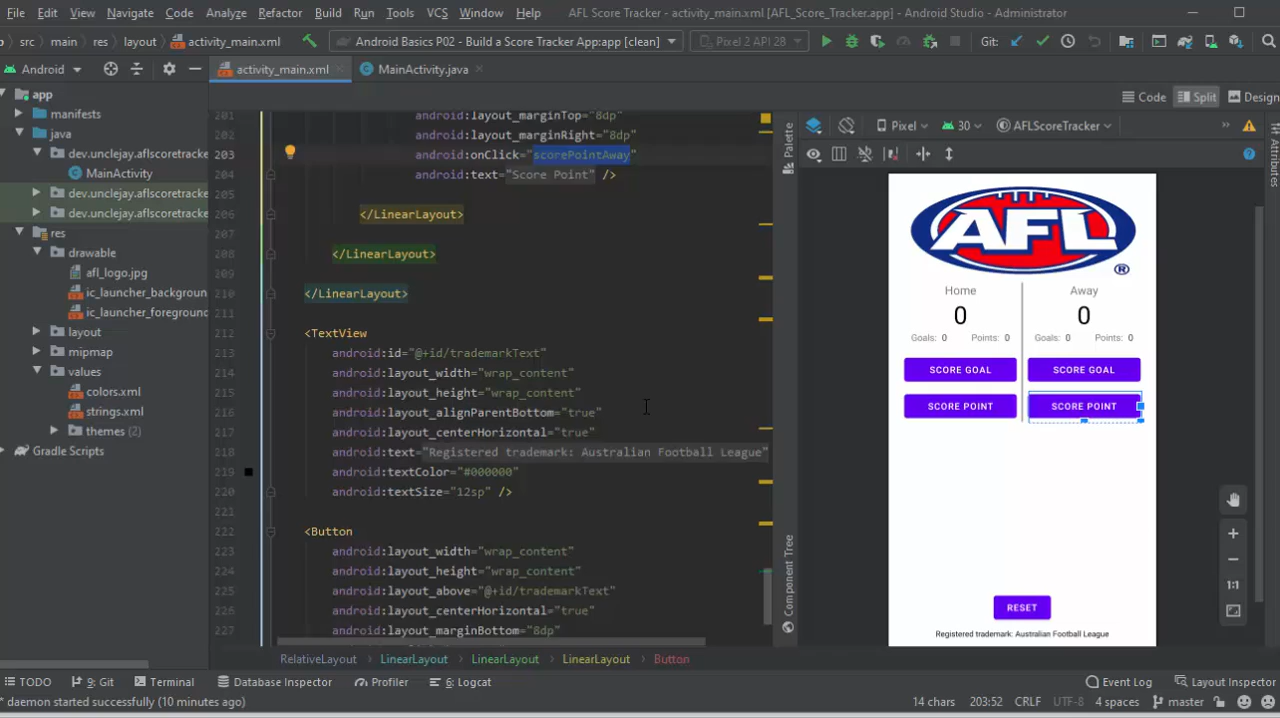 File Edit View Navigate Code Analyze Refactor Build Run Tools VCS Window Help AFL Score Tracker - activity_main.xml [AFL_Score_Tracker.app] - Android Studio - Administrator
src main res layout activity_main.xml Android Basics P02 - Build a Score Tracker App:app [clean] Pixel 2 API 28 Git:
Android activity_main.xml MainActivity.java
Code Split Design
app
manifests
java
dev.unclejay.aflscoretracke
MainActivity
dev.unclejay.aflscoretracke
dev.unclejay.aflscoretracke
res
drawable
afl_logo.jpg
ic_launcher_backgroun
ic_launcher_foreground
layout
mipmap
values
colors.xml
strings.xml
themes (2)
Gradle Scripts
201 android:layout_marginTop="8dp"
202 android:layout_marginRight="8dp"
203 android:onClick="scorePointAway"
204 android:text="Score Point" />
205
206 </LinearLayout>
207
208 </LinearLayout>
209
210 </LinearLayout>
211
212 <TextView
213 android:id="@+id/trademarkText"
214 android:layout_width="wrap_content"
215 android:layout_height="wrap_content"
216 android:layout_alignParentBottom="true"
217 android:layout_centerHorizontal="true"
218 android:text="Registered trademark: Australian Football League"
219 android:textColor="#000000"
220 android:textSize="12sp" />
221
222 <Button
223 android:layout_width="wrap_content"
224 android:layout_height="wrap_content"
225 android:layout_above="@+id/trademarkText"
226 android:layout_centerHorizontal="true"
227 android:layout_marginBottom="8dp"
RelativeLayout LinearLayout LinearLayout LinearLayout Button
Palette
Component Tree
Pixel 30 AFLScoreTracker
Attributes
AFL ®
Home Away
0 0
Goals: 0 Points: 0 Goals: 0 Points: 0
SCORE GOAL SCORE GOAL
SCORE POINT SCORE POINT
1:1
RESET
Registered trademark: Australian Football League
TODO 9: Git Terminal Database Inspector Profiler 6: Logcat Event Log Layout Inspector
* daemon started successfully (10 minutes ago) 14 chars 203:52 CRLF UTF-8 4 spaces master